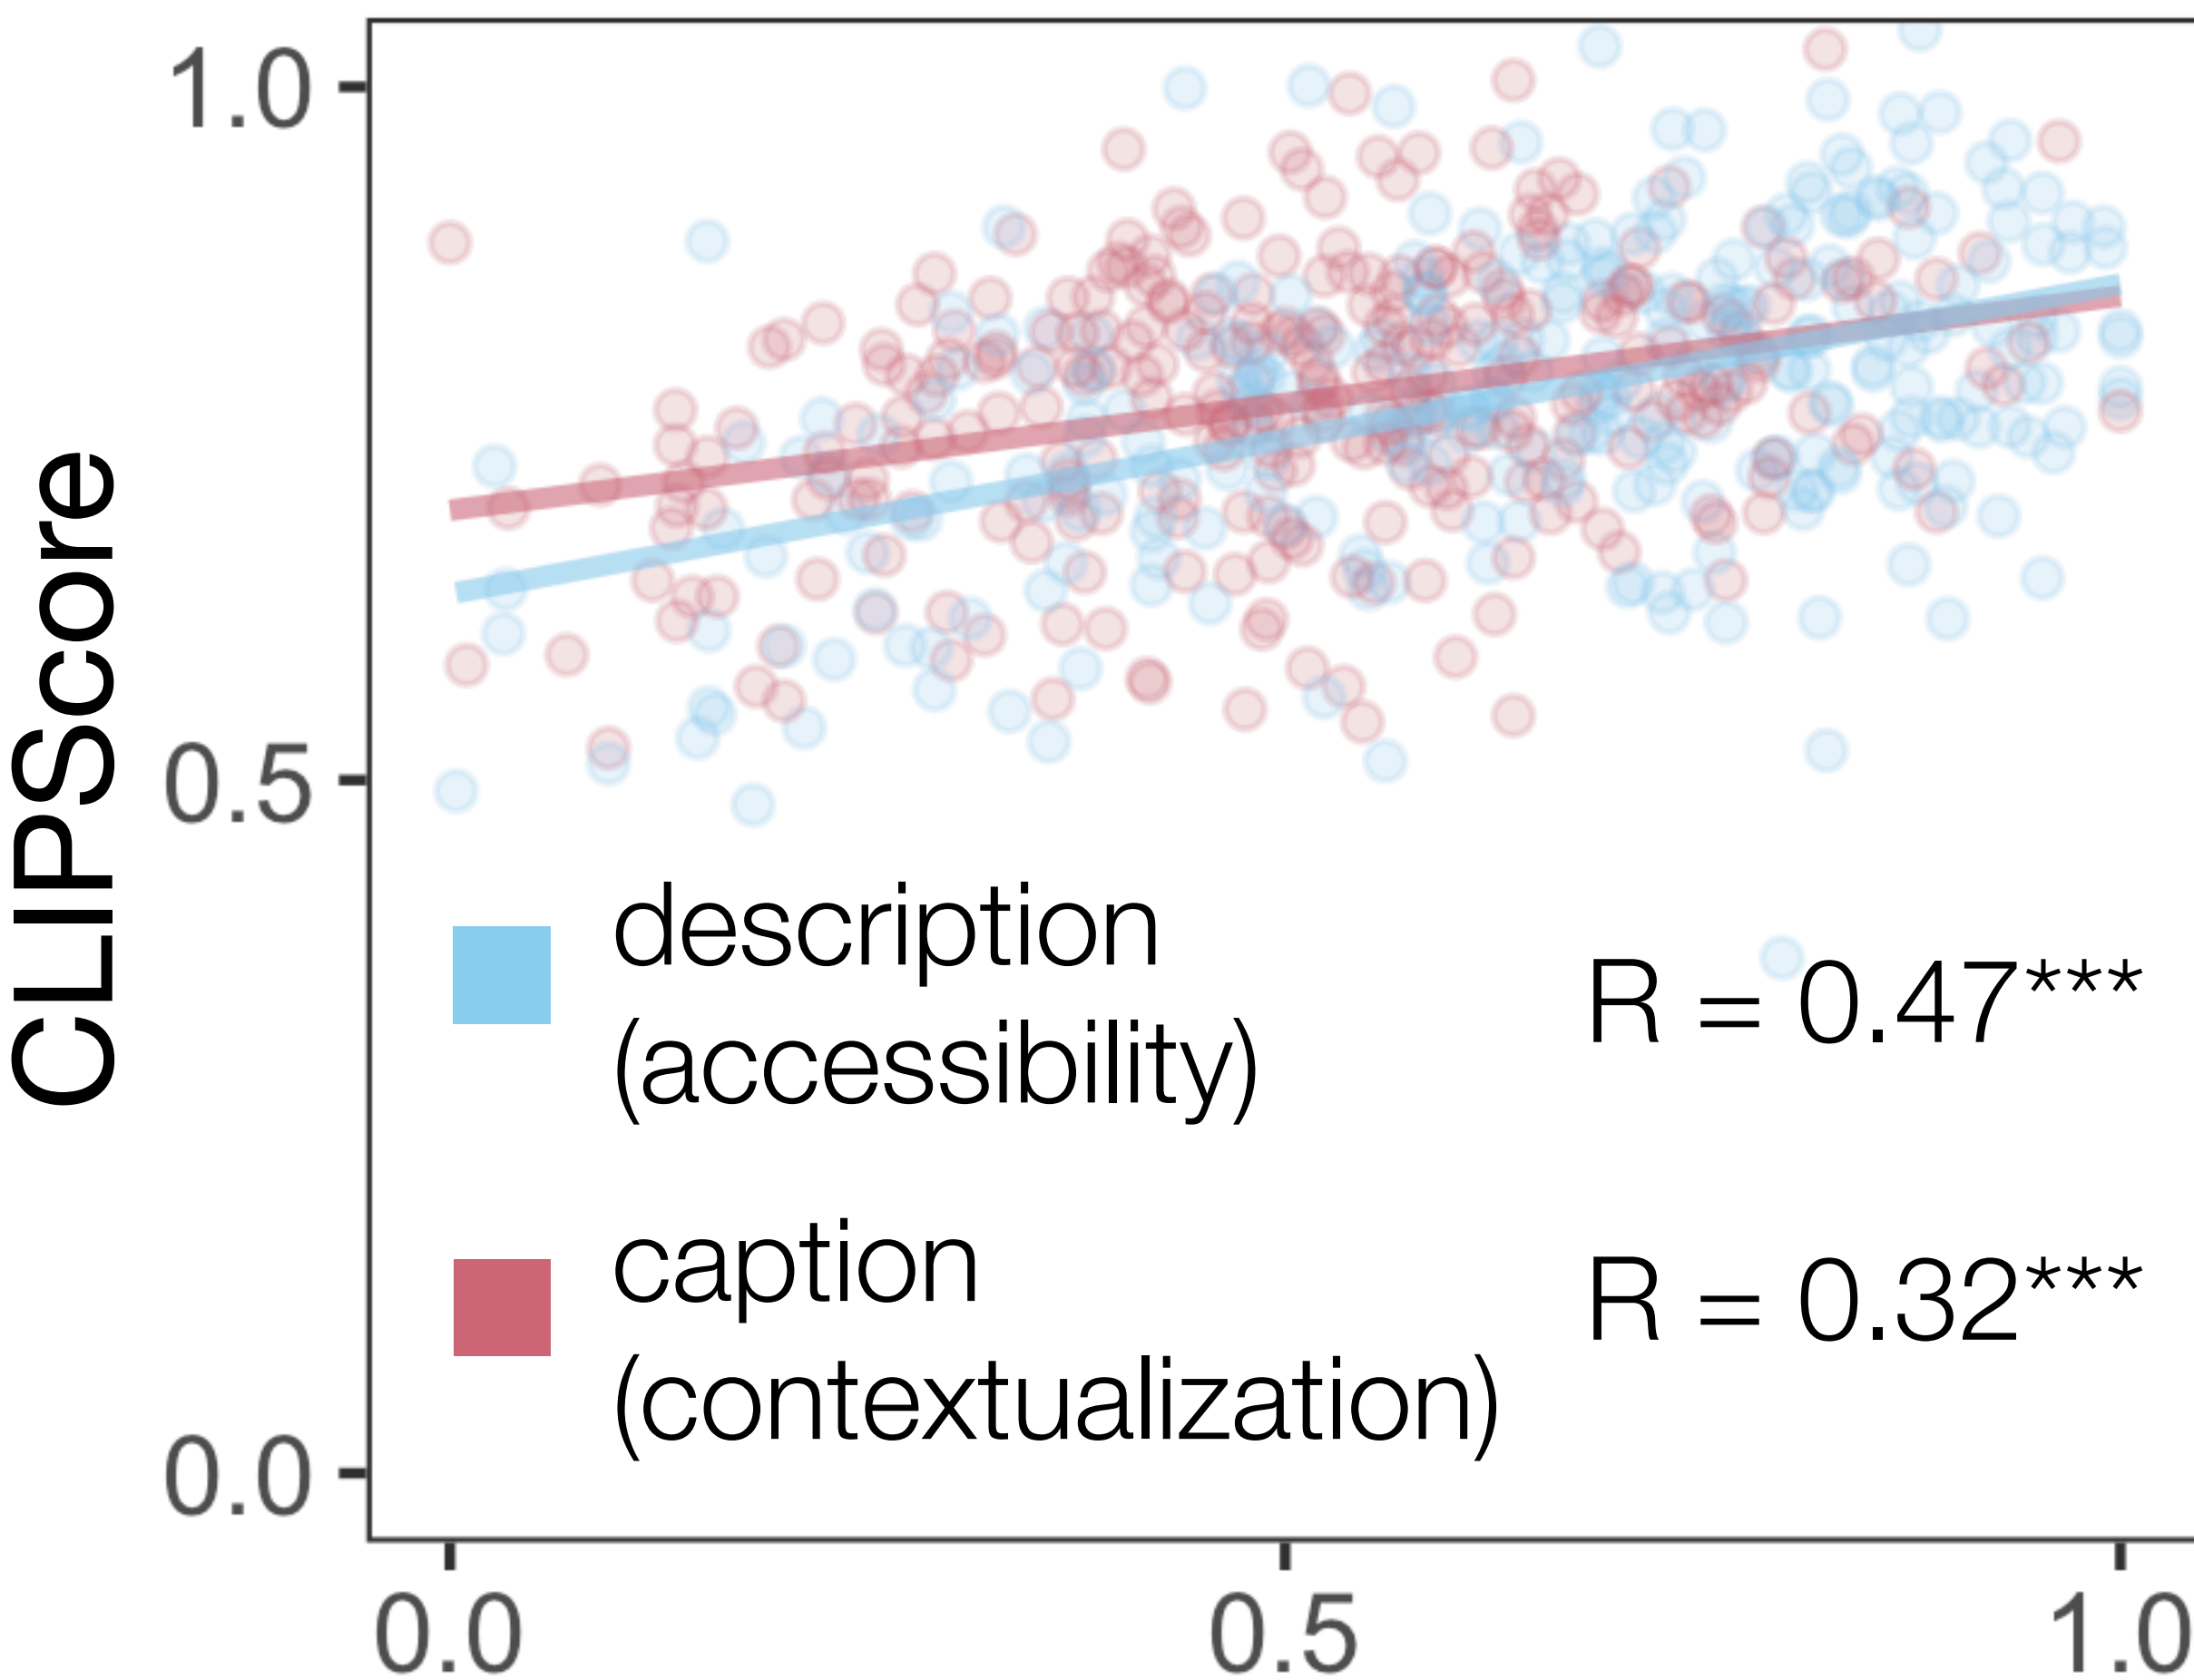 1.0
0.5
0.0
CLIPScore
description
(accessibility)
R = 0.47***
caption
(contextualization)
R = 0.32***
0.0
0.5
1.0